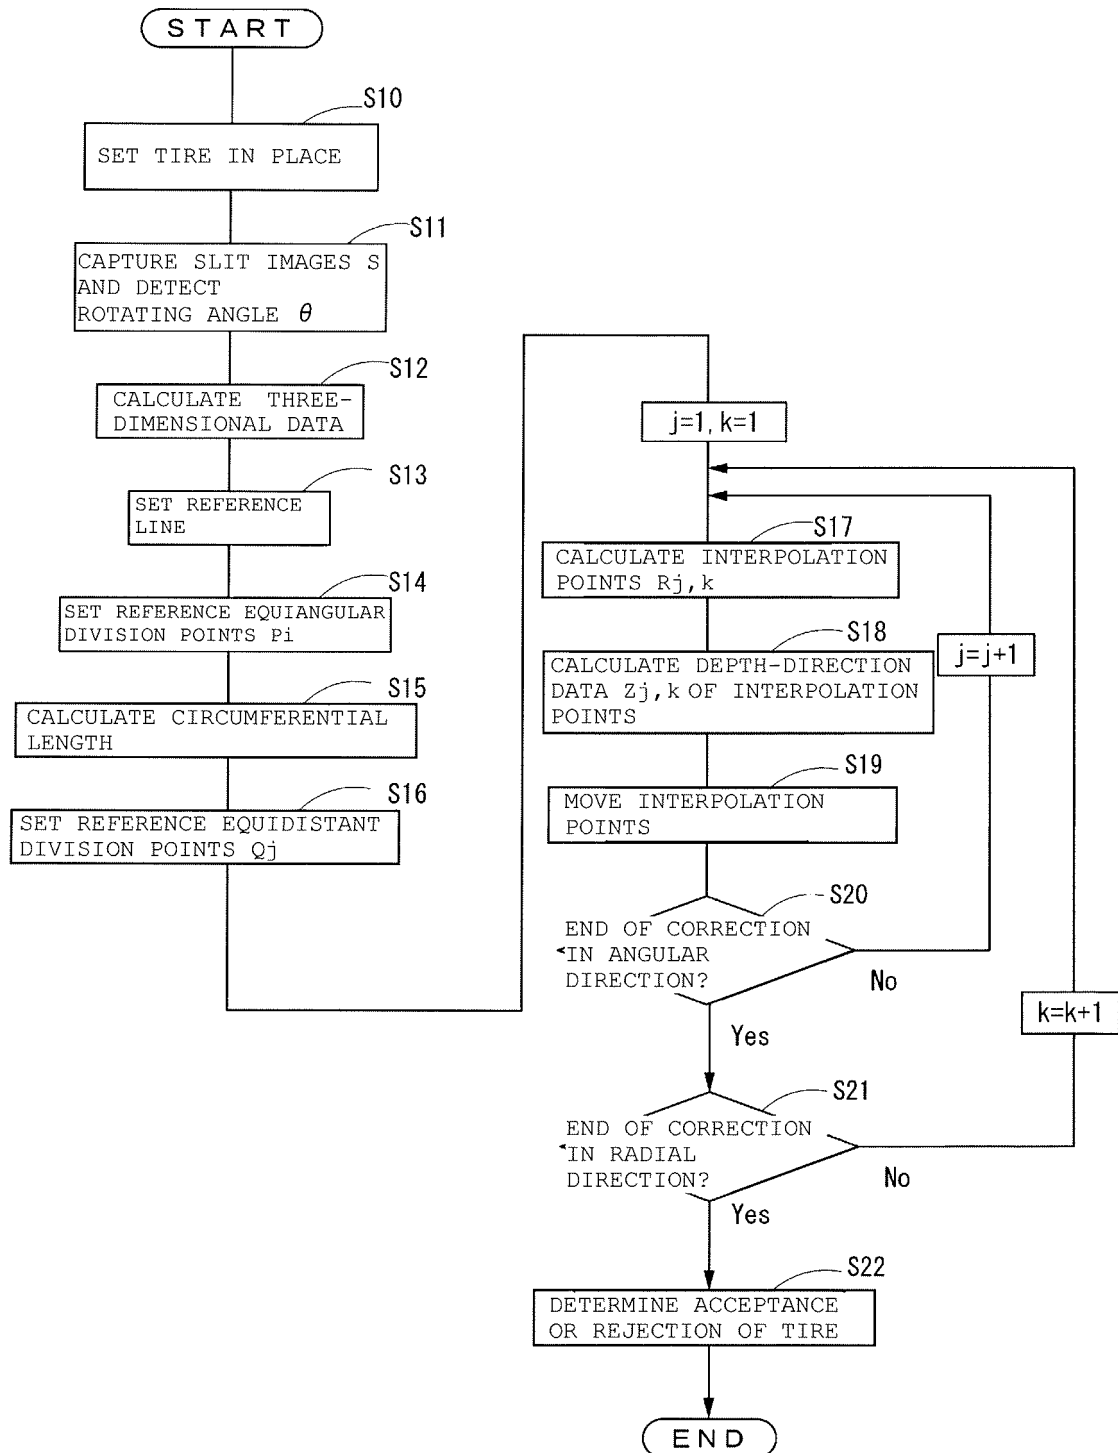 START
S10
SET TIRE IN PLACE
S11
CAPTURE SLIT IMAGES S
AND DETECT
ROTATING ANGLE θ
S12
CALCULATE THREE-
DIMENSIONAL DATA
S13
SET REFERENCE
LINE
S14
SET REFERENCE EQUIANGULAR
DIVISION POINTS Pi
S15
CALCULATE CIRCUMFERENTIAL
LENGTH
S16
SET REFERENCE EQUIDISTANT
DIVISION POINTS Qj
j=1, k=1
S17
CALCULATE INTERPOLATION
POINTS Rj,k
S18
CALCULATE DEPTH-DIRECTION
DATA Zj,k OF INTERPOLATION
POINTS
j=j+1
S19
MOVE INTERPOLATION
POINTS
S20
END OF CORRECTION
IN ANGULAR
DIRECTION?
No
Yes
k=k+1
S21
END OF CORRECTION
IN RADIAL
DIRECTION?
No
Yes
S22
DETERMINE ACCEPTANCE
OR REJECTION OF TIRE
END